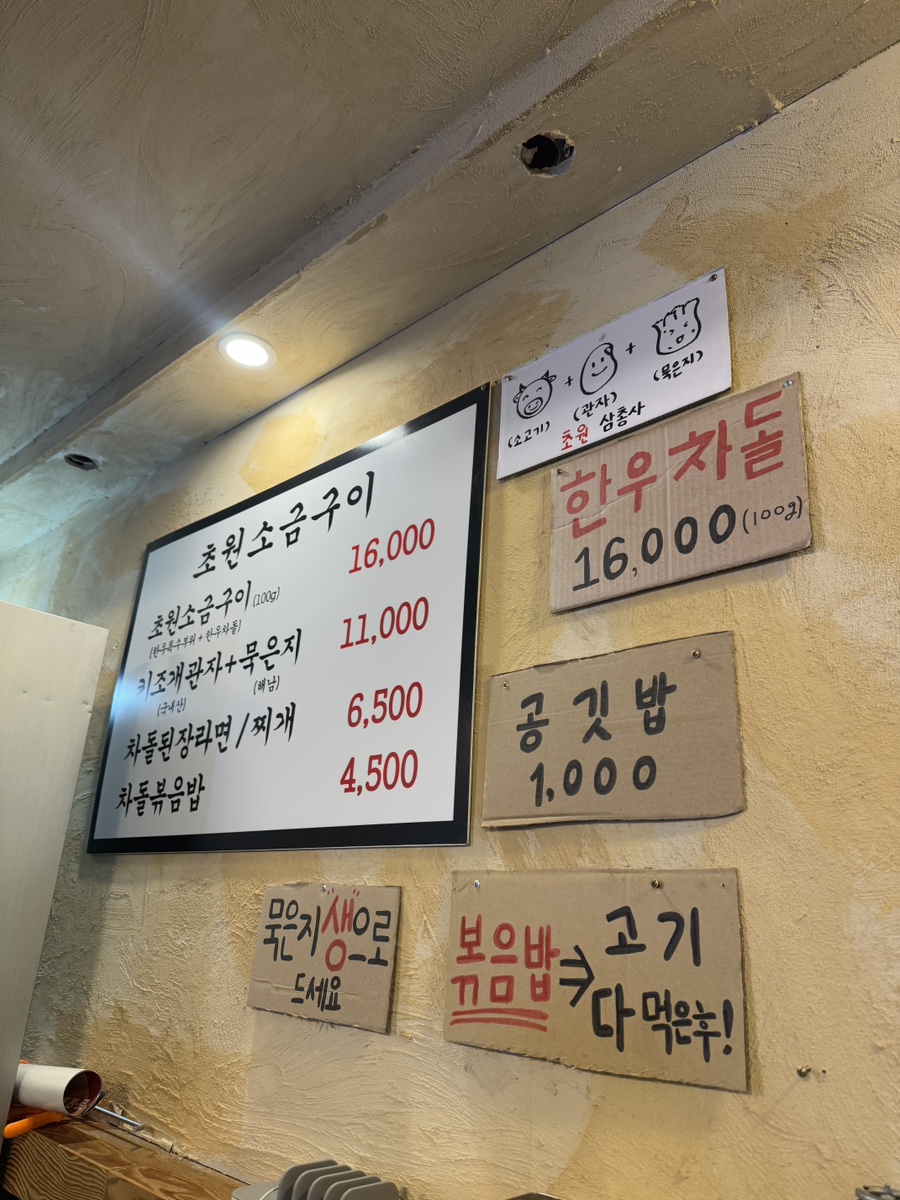 초원소금구이
초원소금구이 (100g) 16,000
(한우특수부위 + 한우차돌)
키조개관자+묵은지 11,000
(국내산) (해남)
차돌된장라면/찌개 6,500
차돌볶음밥 4,500
+ +
(소고기) (관자) (묵은지)
초원 삼총사
한우차돌
16,000(100g)
공깃밥
1,000
묵은지"생"으로
드세요
볶음밥⇒고기
다 먹은후!